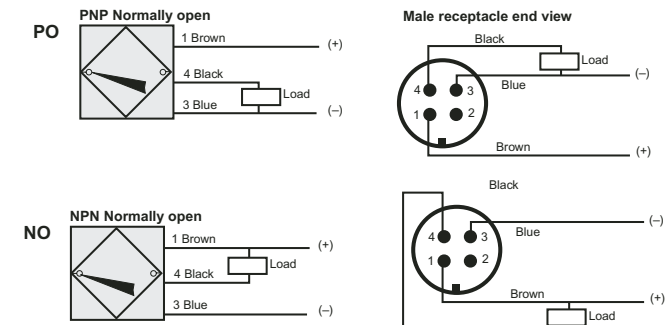 PNP Normally open
PO
1 Brown
(+)
4 Black
Load
3 Blue
(–)
Male receptacle end view
Black
Load
(–)
Blue
4
3
1
2
Brown
(+)
NPN Normally open
NO
1 Brown
(+)
Load
4 Black
3 Blue
(–)
Black
(–)
Blue
4
3
1
2
Brown
(+)
Load